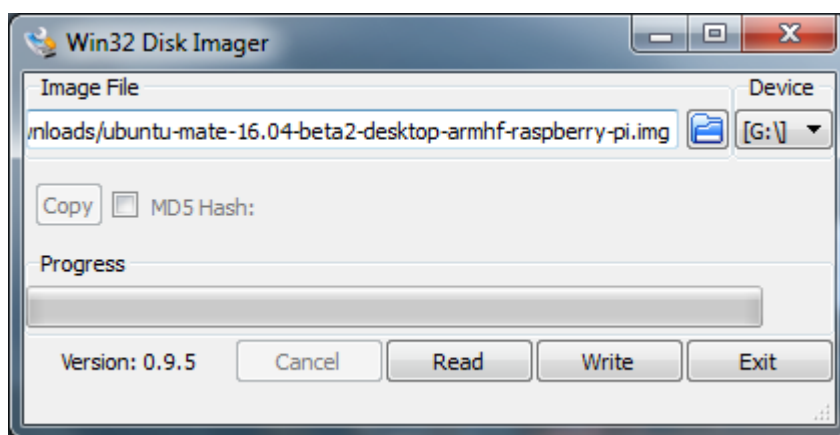 Win32 Disk Imager
Image File
Device
nloads/ubuntu-mate-16.04-beta2-desktop-armhf-raspberry-pi.img
[G:\]
Copy
MD5 Hash:
Progress
Version: 0.9.5
Cancel
Read
Write
Exit